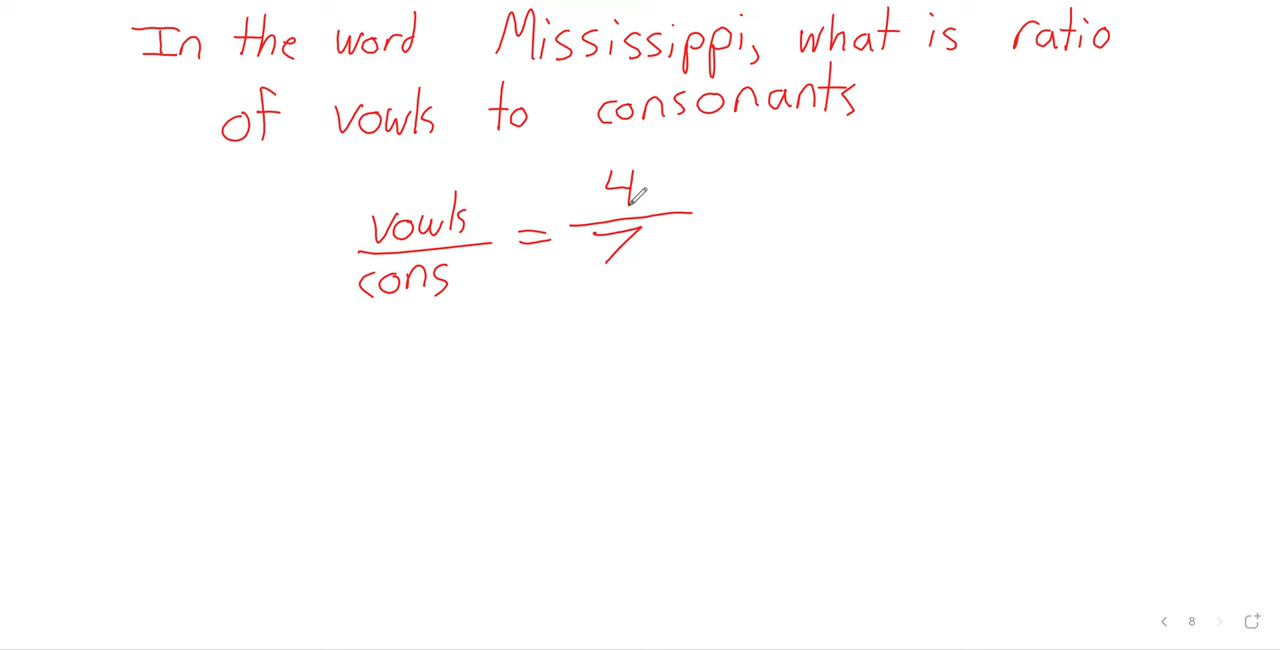 In the word Mississippi, what is ratio
of vowls to consonants
vowls
cons
=
4
7
8